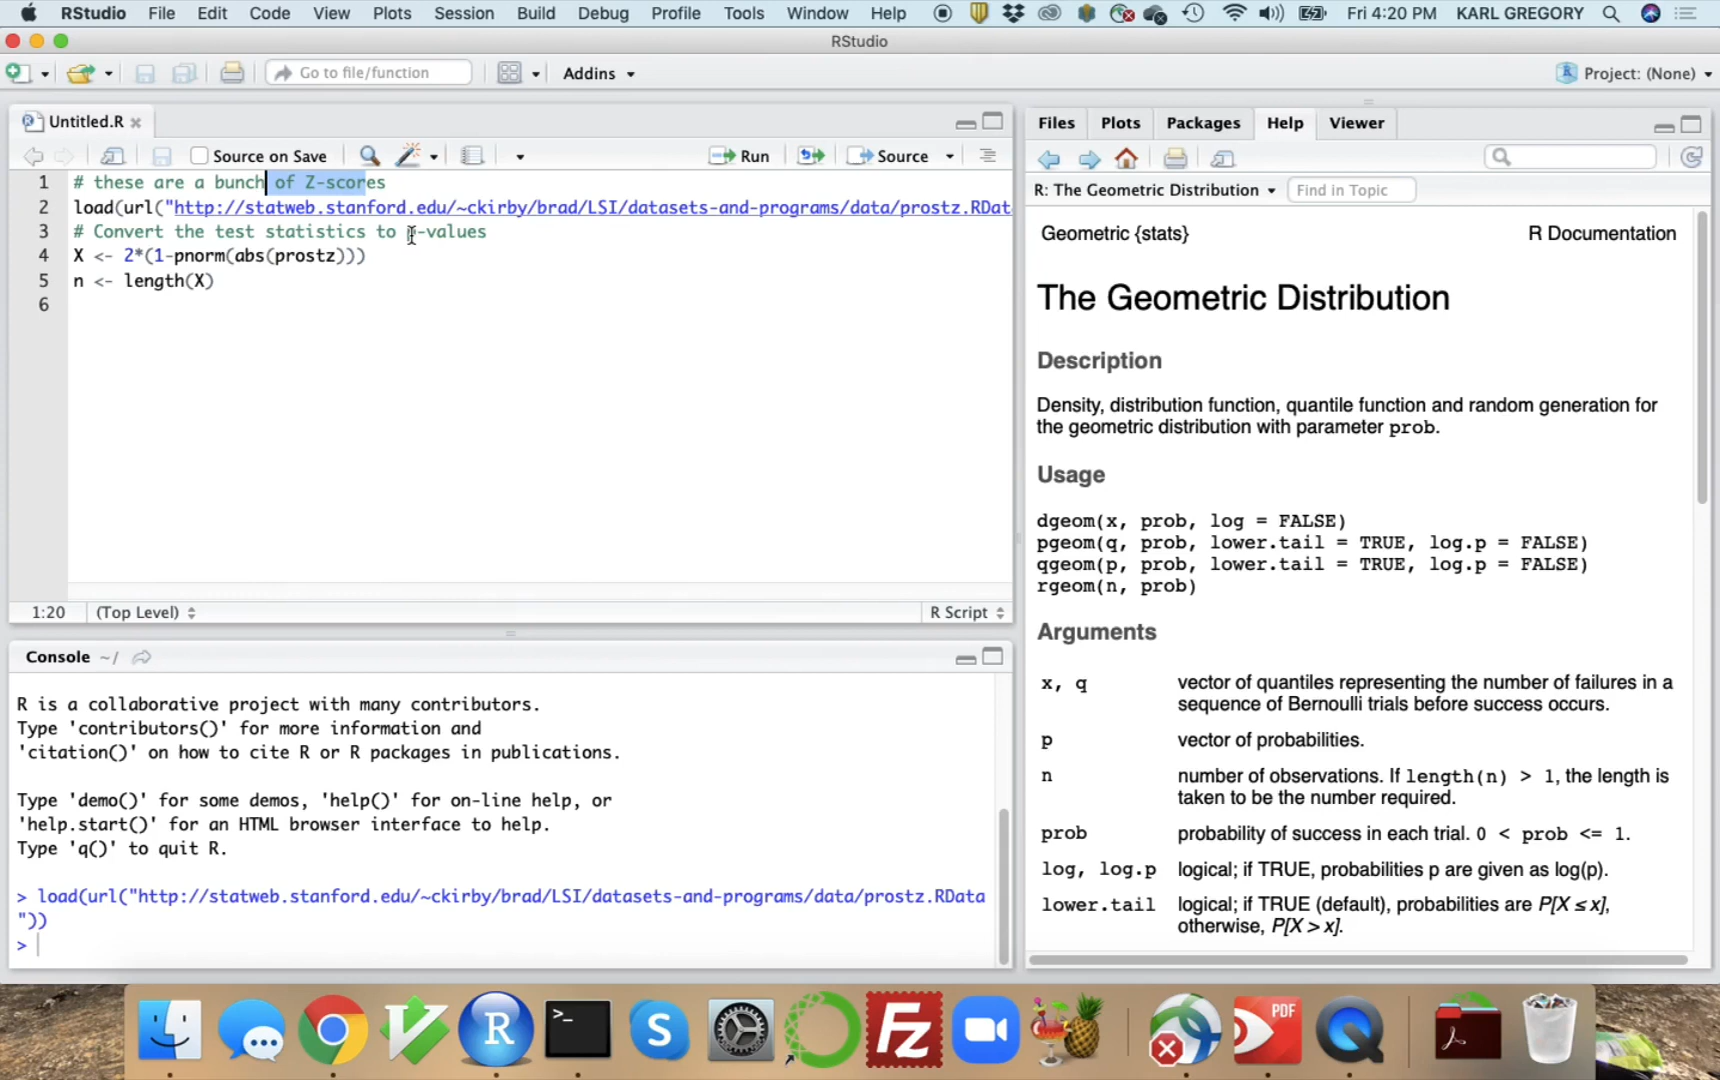 RStudio File Edit Code View Plots Session Build Debug Profile Tools Window Help Fri 4:20 PM KARL GREGORY
RStudio
Go to file/function Addins Project: (None)
Untitled.R
Source on Save Run Source
1 # these are a bunch of Z-scores
2 load(url("http://statweb.stanford.edu/~ckirby/brad/LSI/datasets-and-programs/data/prostz.RDat
3 # Convert the test statistics to p-values
4 X <- 2*(1-pnorm(abs(prostz)))
5 n <- length(X)
6
1:20 (Top Level) R Script
Console ~/
R is a collaborative project with many contributors.
Type 'contributors()' for more information and
'citation()' on how to cite R or R packages in publications.
Type 'demo()' for some demos, 'help()' for on-line help, or
'help.start()' for an HTML browser interface to help.
Type 'q()' to quit R.
> load(url("http://statweb.stanford.edu/~ckirby/brad/LSI/datasets-and-programs/data/prostz.RData
"))
>
Files Plots Packages Help Viewer
R: The Geometric Distribution Find in Topic
Geometric {stats} R Documentation
The Geometric Distribution
Description
Density, distribution function, quantile function and random generation for
the geometric distribution with parameter prob.
Usage
dgeom(x, prob, log = FALSE)
pgeom(q, prob, lower.tail = TRUE, log.p = FALSE)
qgeom(p, prob, lower.tail = TRUE, log.p = FALSE)
rgeom(n, prob)
Arguments
x, q vector of quantiles representing the number of failures in a
sequence of Bernoulli trials before success occurs.
p vector of probabilities.
n number of observations. If length(n) > 1, the length is
taken to be the number required.
prob probability of success in each trial. 0 < prob <= 1.
log, log.p logical; if TRUE, probabilities p are given as log(p).
lower.tail logical; if TRUE (default), probabilities are P[X ≤ x],
otherwise, P[X > x].
R >_ S Fz PDF